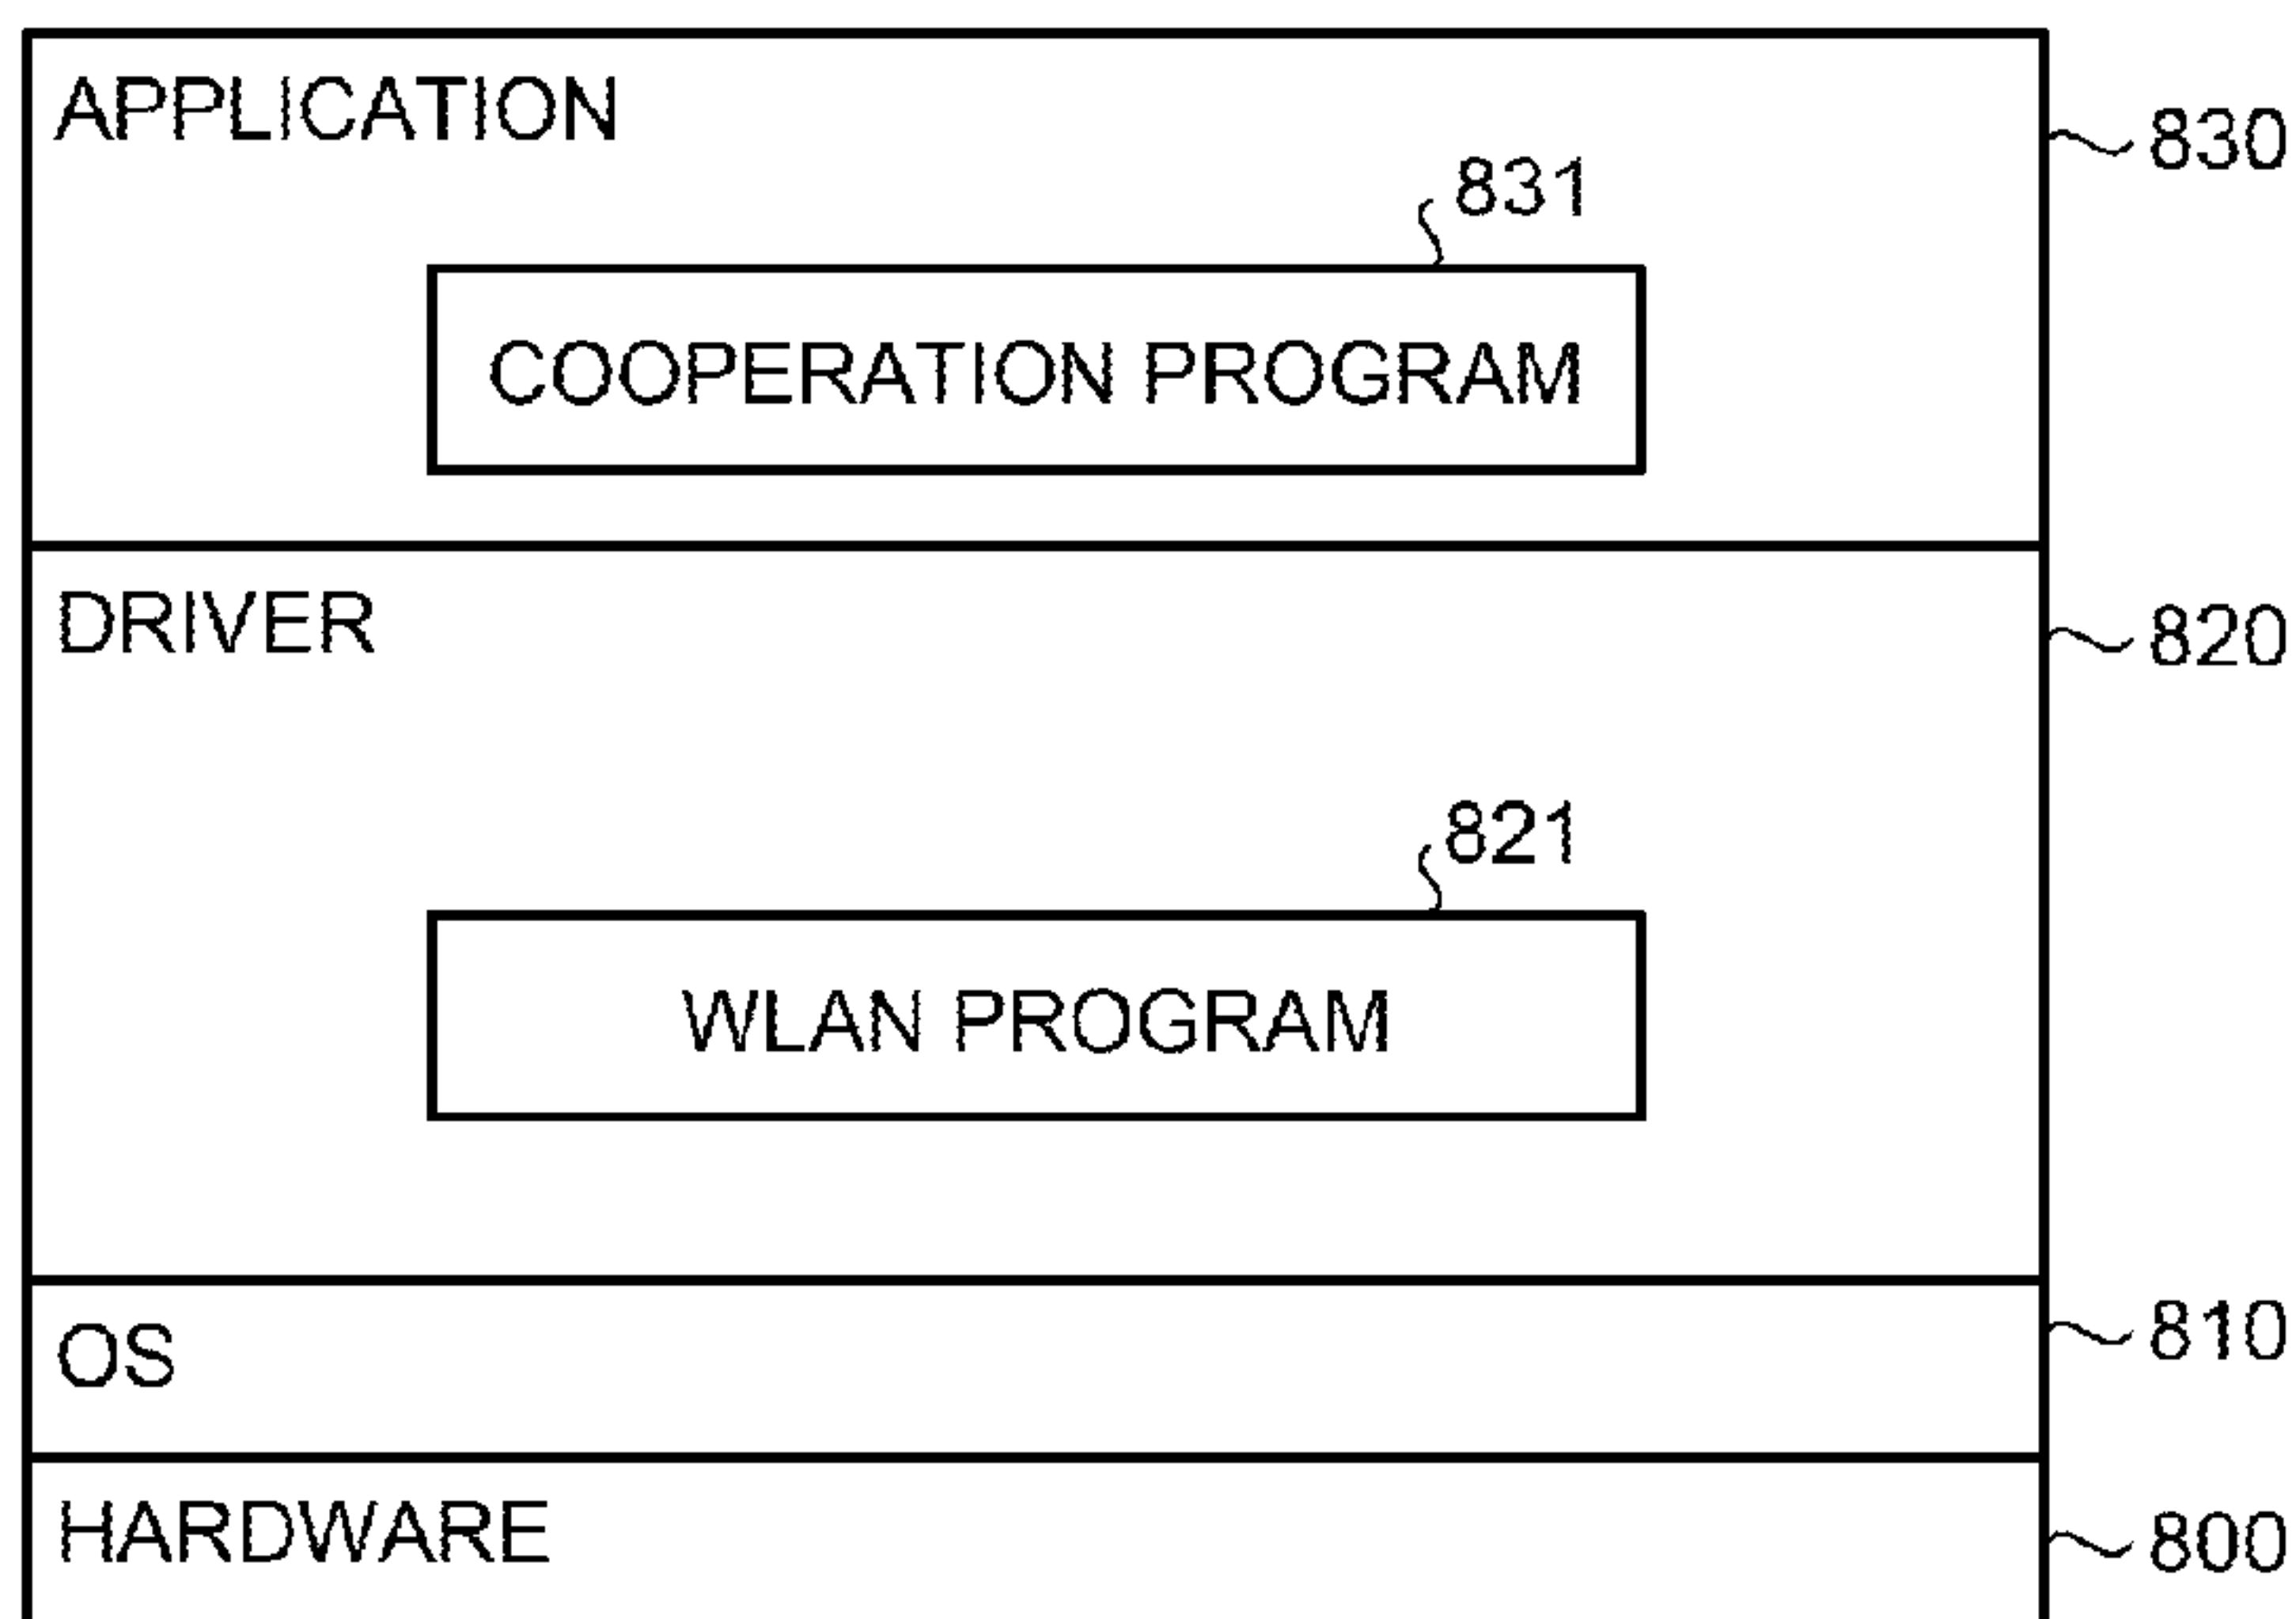 APPLICATION
830
831
COOPERATION PROGRAM
DRIVER
820
821
WLAN PROGRAM
OS
810
HARDWARE
800